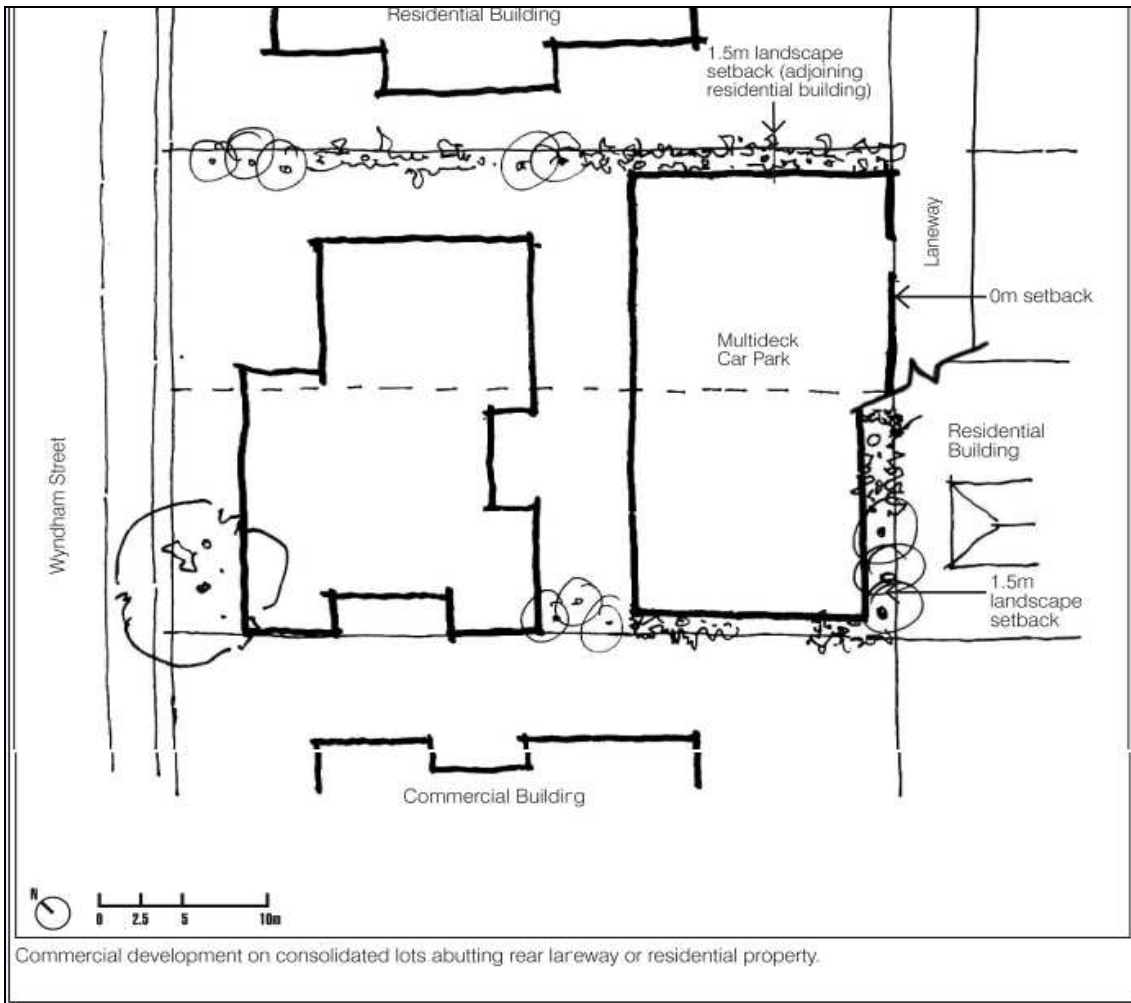 Residential Building
1.5m landscape
setback (adjoining
residential building)
Laneway
0m setback
Multideck
Car Park
Residential
Building
Wyndham Street
1.5m
landscape
setback
Commercial Building
N
0 2.5 5 10m
Commercial development on consolidated lots abutting rear laneway or residential property.